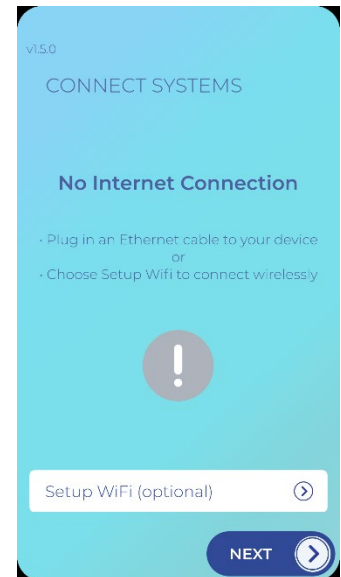 v1.5.0
CONNECT SYSTEMS
No Internet Connection
• Plug in an Ethernet cable to your device
or
• Choose Setup Wifi to connect wirelessly
!
Setup WiFi (optional)
NEXT